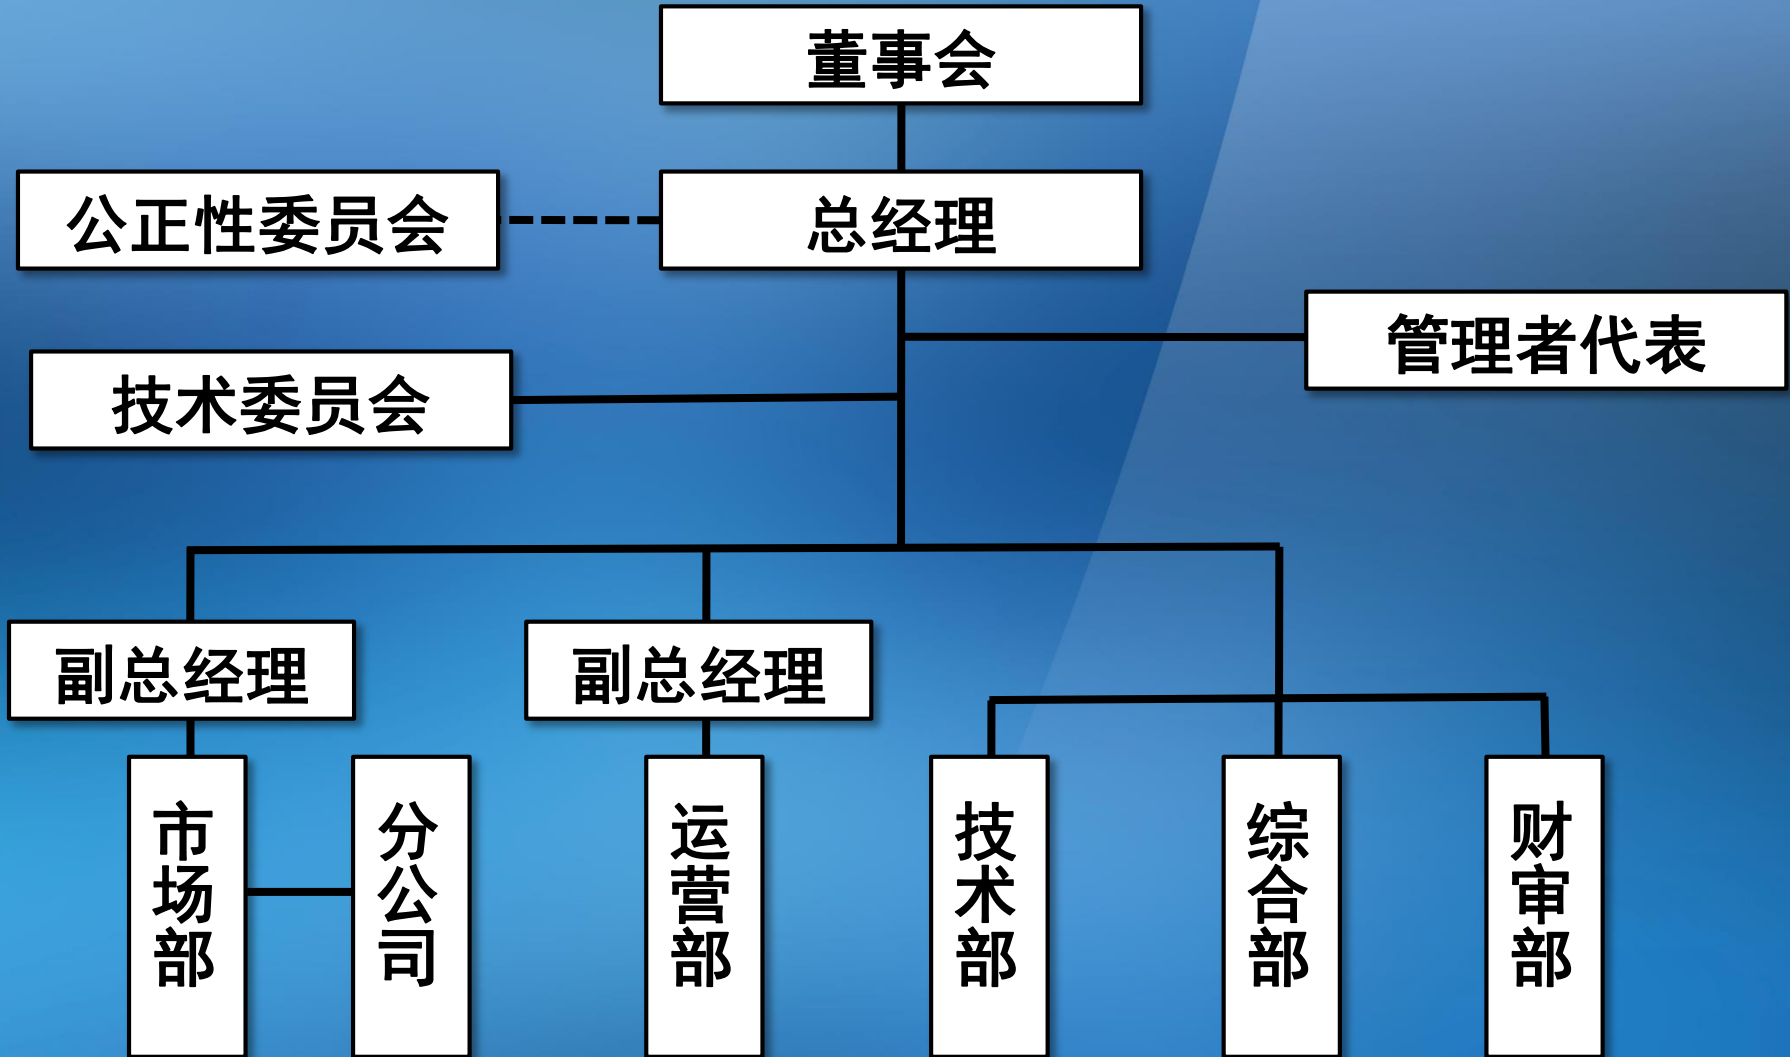 董事会
公正性委员会
总经理
管理者代表
技术委员会
副总经理
副总经理
市场部
分公司
运营部
技术部
综合部
财审部